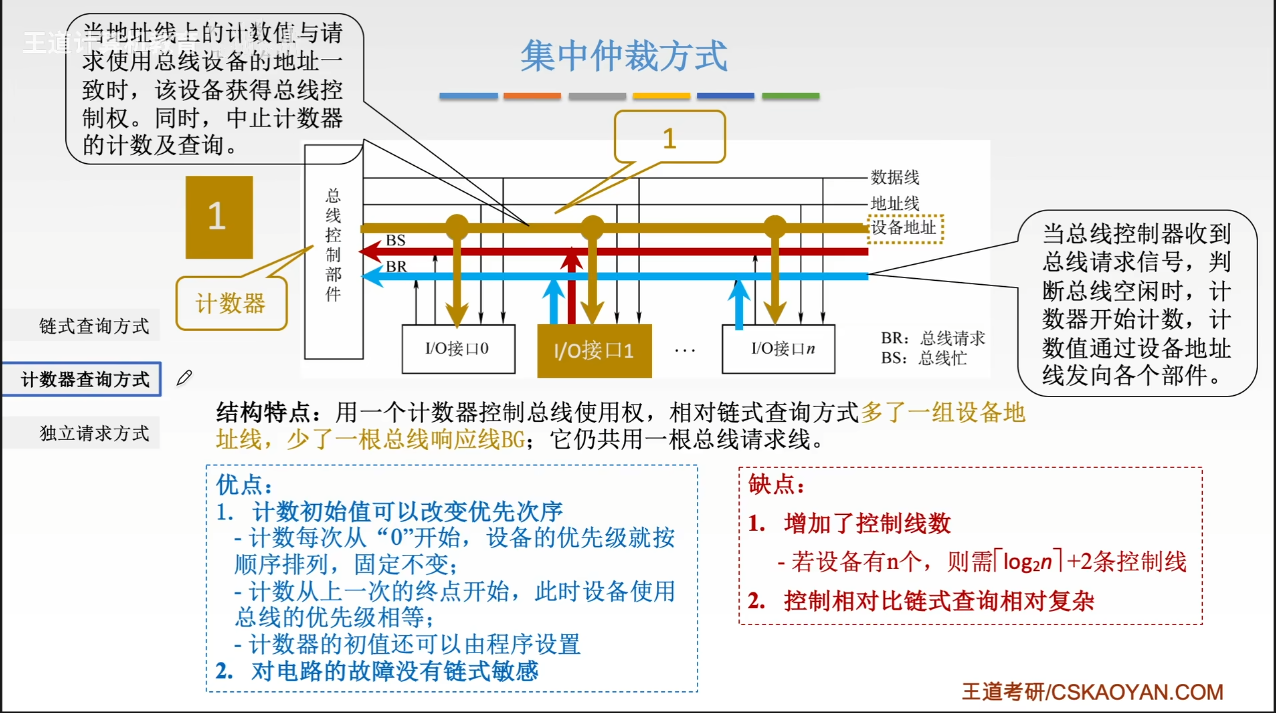 王道计算机教育
当地址线上的计数值与请
求使用总线设备的地址一
致时，该设备获得总线控
制权。同时，中止计数器
的计数及查询。
集中仲裁方式
1
1
计数器
总线控制部件
数据线
地址线
设备地址
BS
BR
I/O接口0
I/O接口1
···
I/O接口n
BR：总线请求
BS：总线忙
当总线控制器收到
总线请求信号，判
断总线空闲时，计
数器开始计数，计
数值通过设备地址
线发向各个部件。
链式查询方式
计数器查询方式
独立请求方式
结构特点：用一个计数器控制总线使用权，相对链式查询方式多了一组设备地
址线，少了一根总线响应线BG；它仍共用一根总线请求线。
优点：
1. 计数初始值可以改变优先次序
- 计数每次从“0”开始，设备的优先级就按
顺序排列，固定不变；
- 计数从上一次的终点开始，此时设备使用
总线的优先级相等；
- 计数器的初值还可以由程序设置
2. 对电路的故障没有链式敏感
缺点：
1. 增加了控制线数
- 若设备有n个，则需⌈log₂n⌉+2条控制线
2. 控制相对比链式查询相对复杂
王道考研/CSKAOYAN.COM